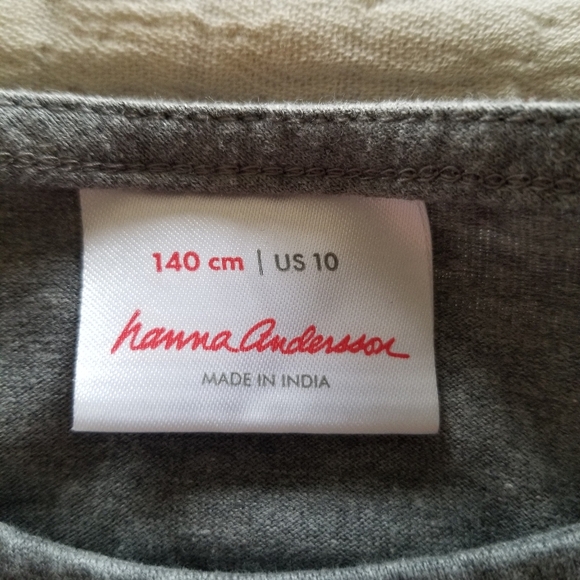 140 cm | US 10
hanna Andersson
MADE IN INDIA